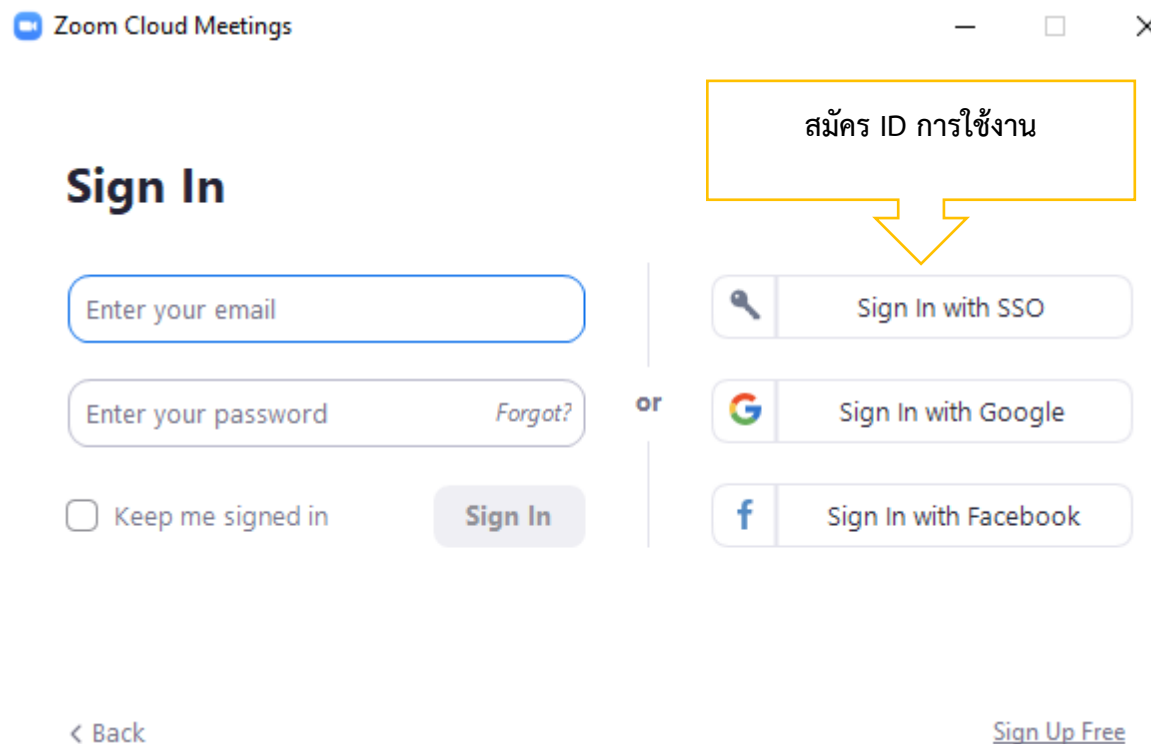 Zoom Cloud Meetings
สมัคร ID การใช้งาน
Sign In
Enter your email
Enter your password Forgot?
Keep me signed in Sign In
or
Sign In with SSO
Sign In with Google
Sign In with Facebook
< Back
Sign Up Free